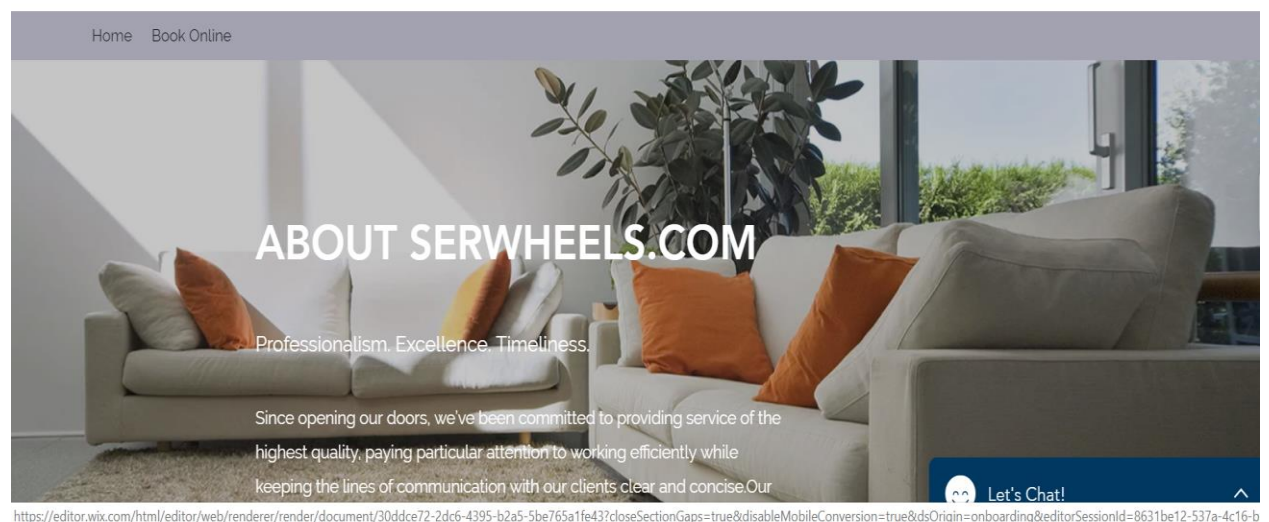 Home Book Online
ABOUT SERWHEELS.COM
Professionalism. Excellence. Timeliness.
Since opening our doors, we've been committed to providing service of the
highest quality, paying particular attention to working efficiently while
keeping the lines of communication with our clients clear and concise.Our
Let's Chat!
https://editor.wix.com/html/editor/web/renderer/render/document/30ddce72-2dc6-4395-b2a5-5be765a1fe43?closeSectionGaps=true&disableMobileConversion=true&dsOrigin=onboarding&editorSessionId=8631be12-537a-4c16-b